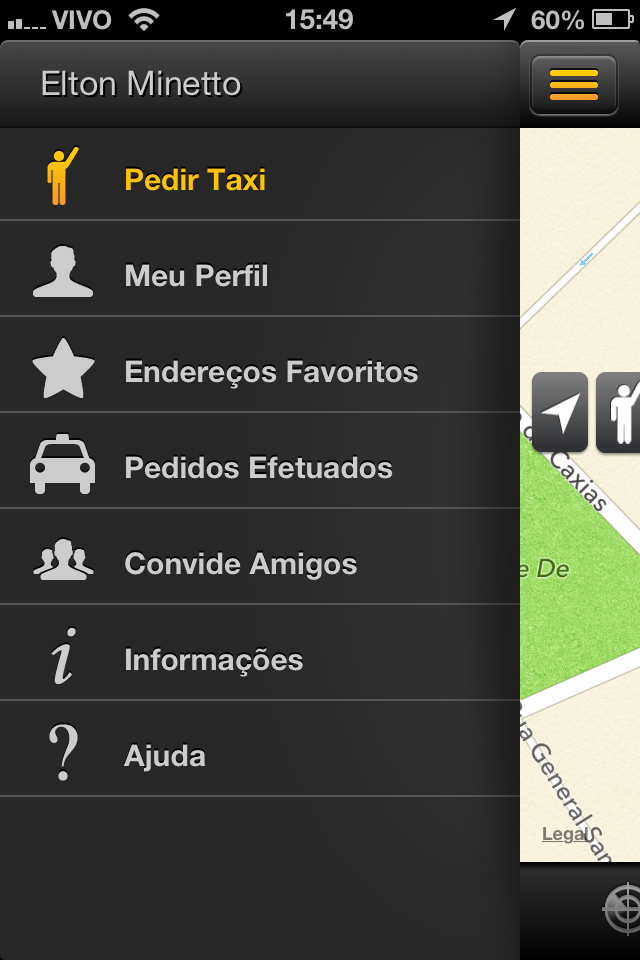 VIVO 15:49 60%
Elton Minetto
Pedir Taxi
Meu Perfil
Endereços Favoritos
Pedidos Efetuados
Convide Amigos
Informações
Ajuda
Caxias
De
General San
Legal